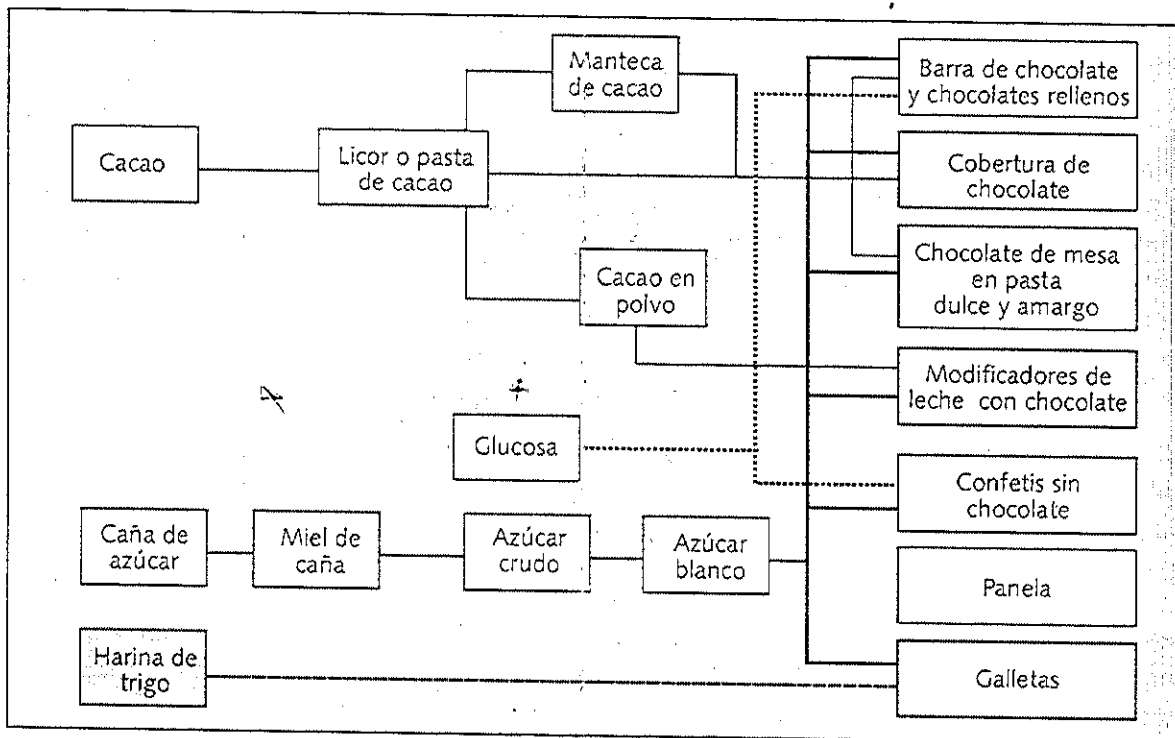 Manteca
de cacao
Barra de chocolate
y chocolates rellenos
Cacao
Licor o pasta
de cacao
Cobertura de
chocolate
Cacao en
polvo
Chocolate de mesa
en pasta
dulce y amargo
Modificadores de
leche con chocolate
Glucosa
Confetis sin
chocolate
Caña de
azúcar
Miel de
caña
Azúcar
crudo
Azúcar
blanco
Panela
Harina de
trigo
Galletas